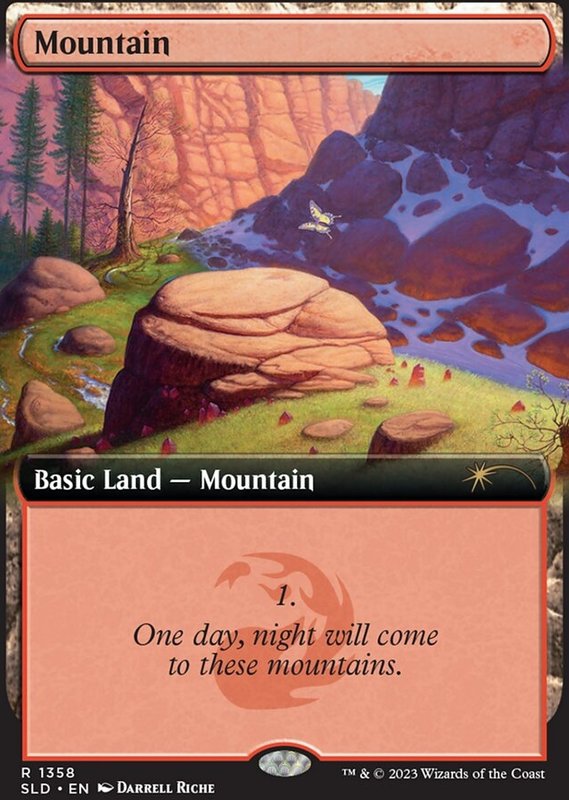 Mountain
Basic Land — Mountain
1.
One day, night will come
to these mountains.
R 1358
SLD • EN Darrell Riche
™ & © 2023 Wizards of the Coast